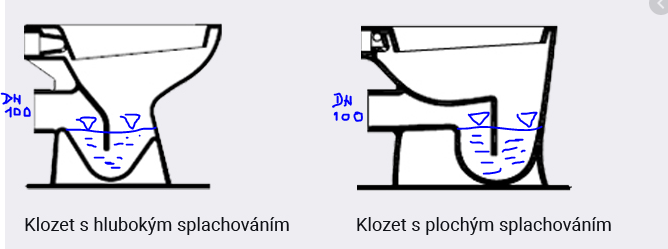 DN
100
DN
100
Klozet s hlubokým splachováním
Klozet s plochým splachováním